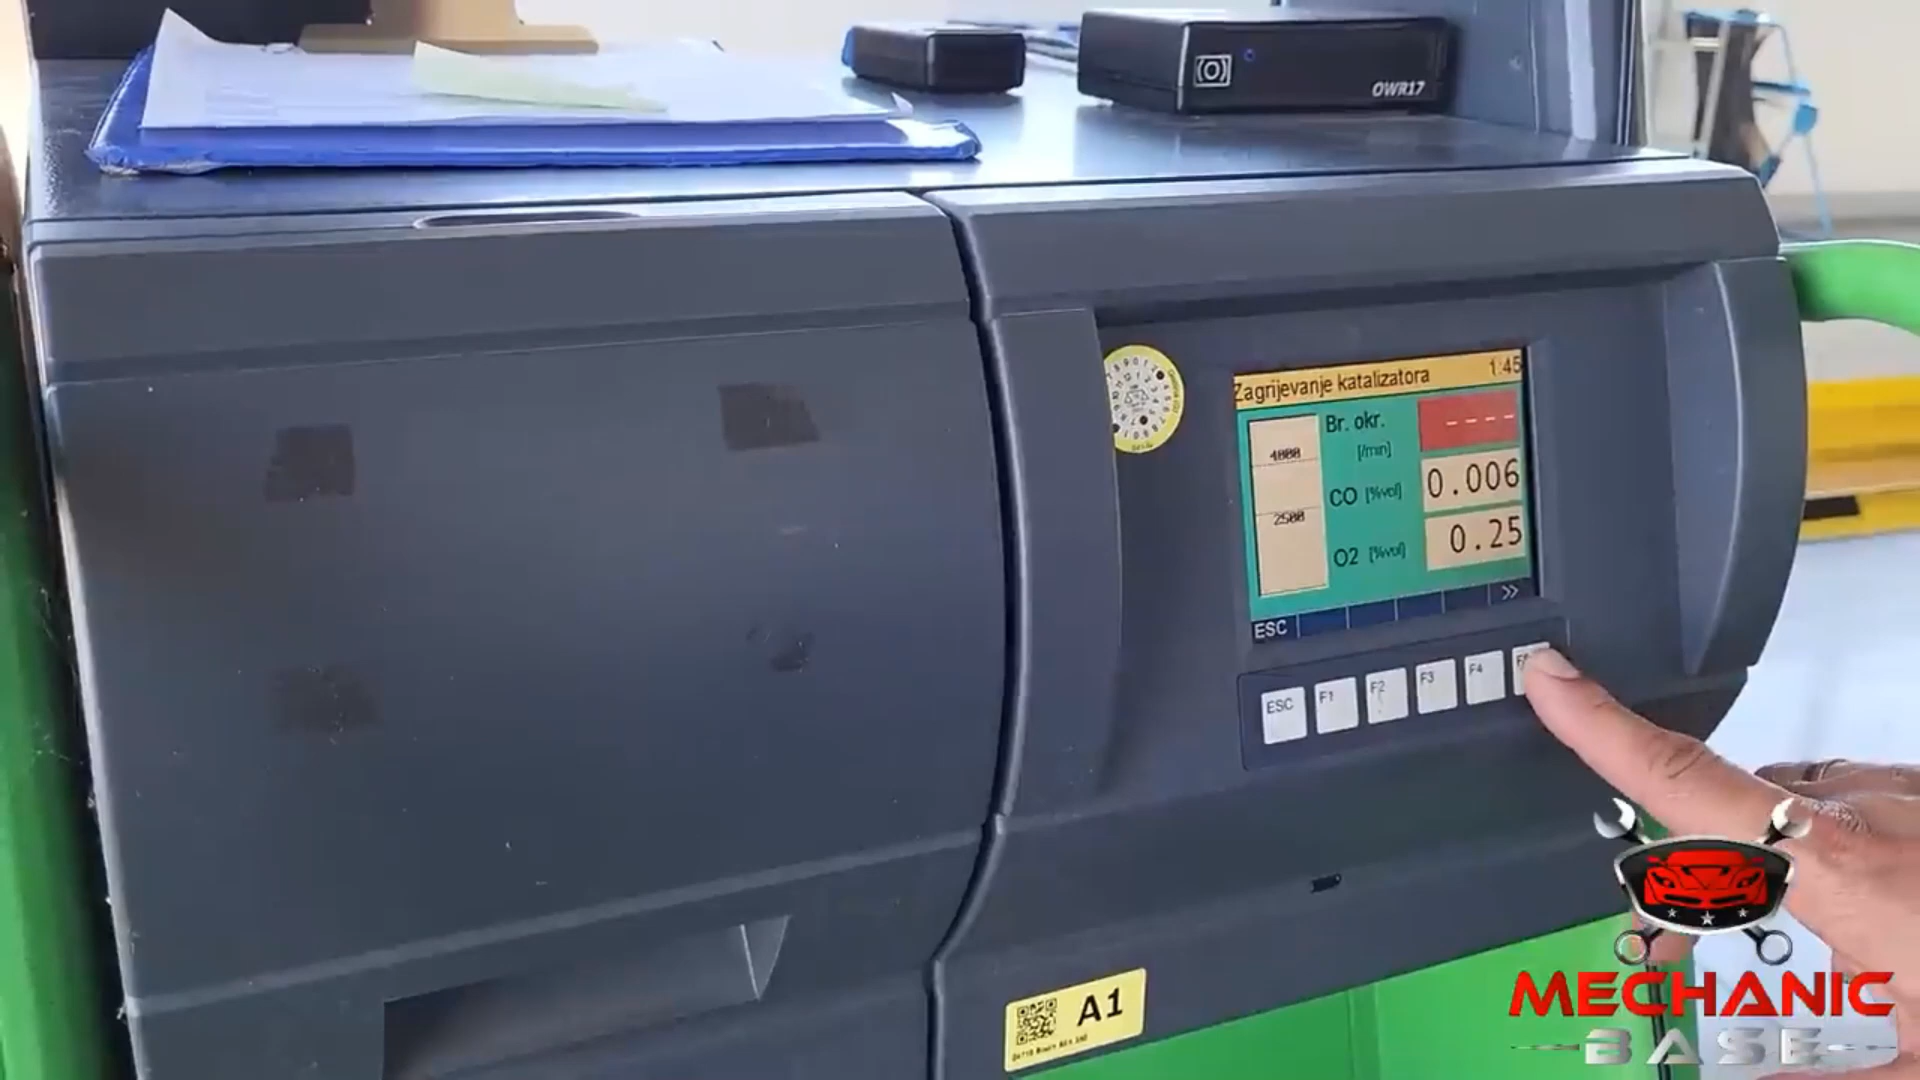 OWR17
Zagrijevanje katalizatora 1:45
Br. okr. - - - -
[/min]
4000
CO [%vol] 0.006
2500
O2 [%vol] 0.25
ESC >>
ESC F1 F2 F3 F4
A1
MECHANIC
BASE